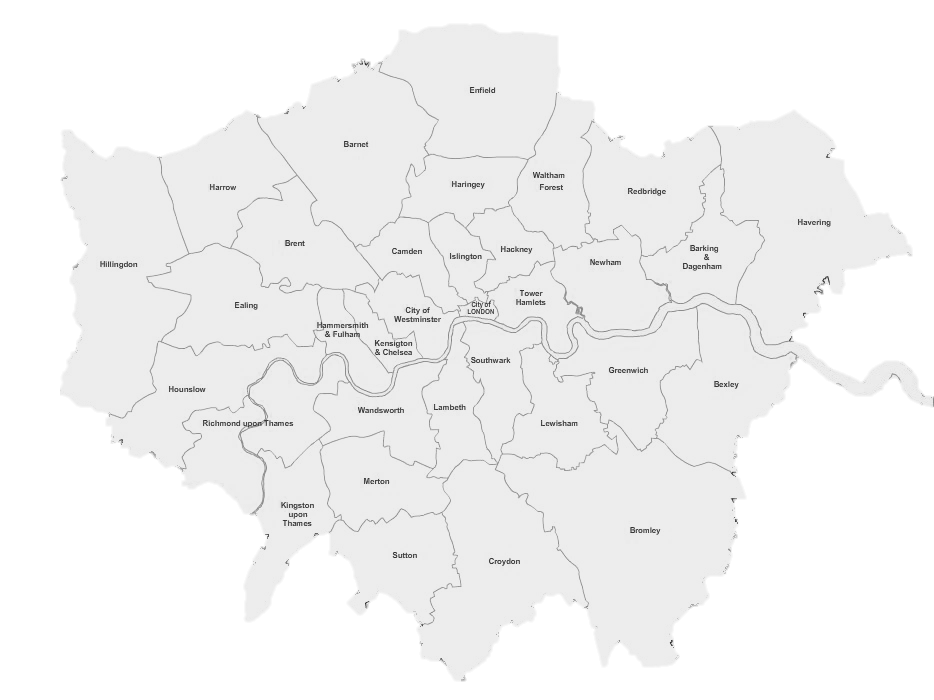 Enfield
Barnet
Haringey
Waltham
Forest
Harrow
Redbridge
Havering
Hillingdon
Brent
Camden
Islington
Hackney
Newham
Barking
&
Dagenham
Ealing
Hammersmith
& Fulham
City of
Westminster
Kensigton
& Chelsea
City of
LONDON
Tower
Hamlets
Hounslow
Richmond upon Thames
Wandsworth
Lambeth
Southwark
Lewisham
Greenwich
Bexley
Kingston
upon
Thames
Merton
Sutton
Croydon
Bromley